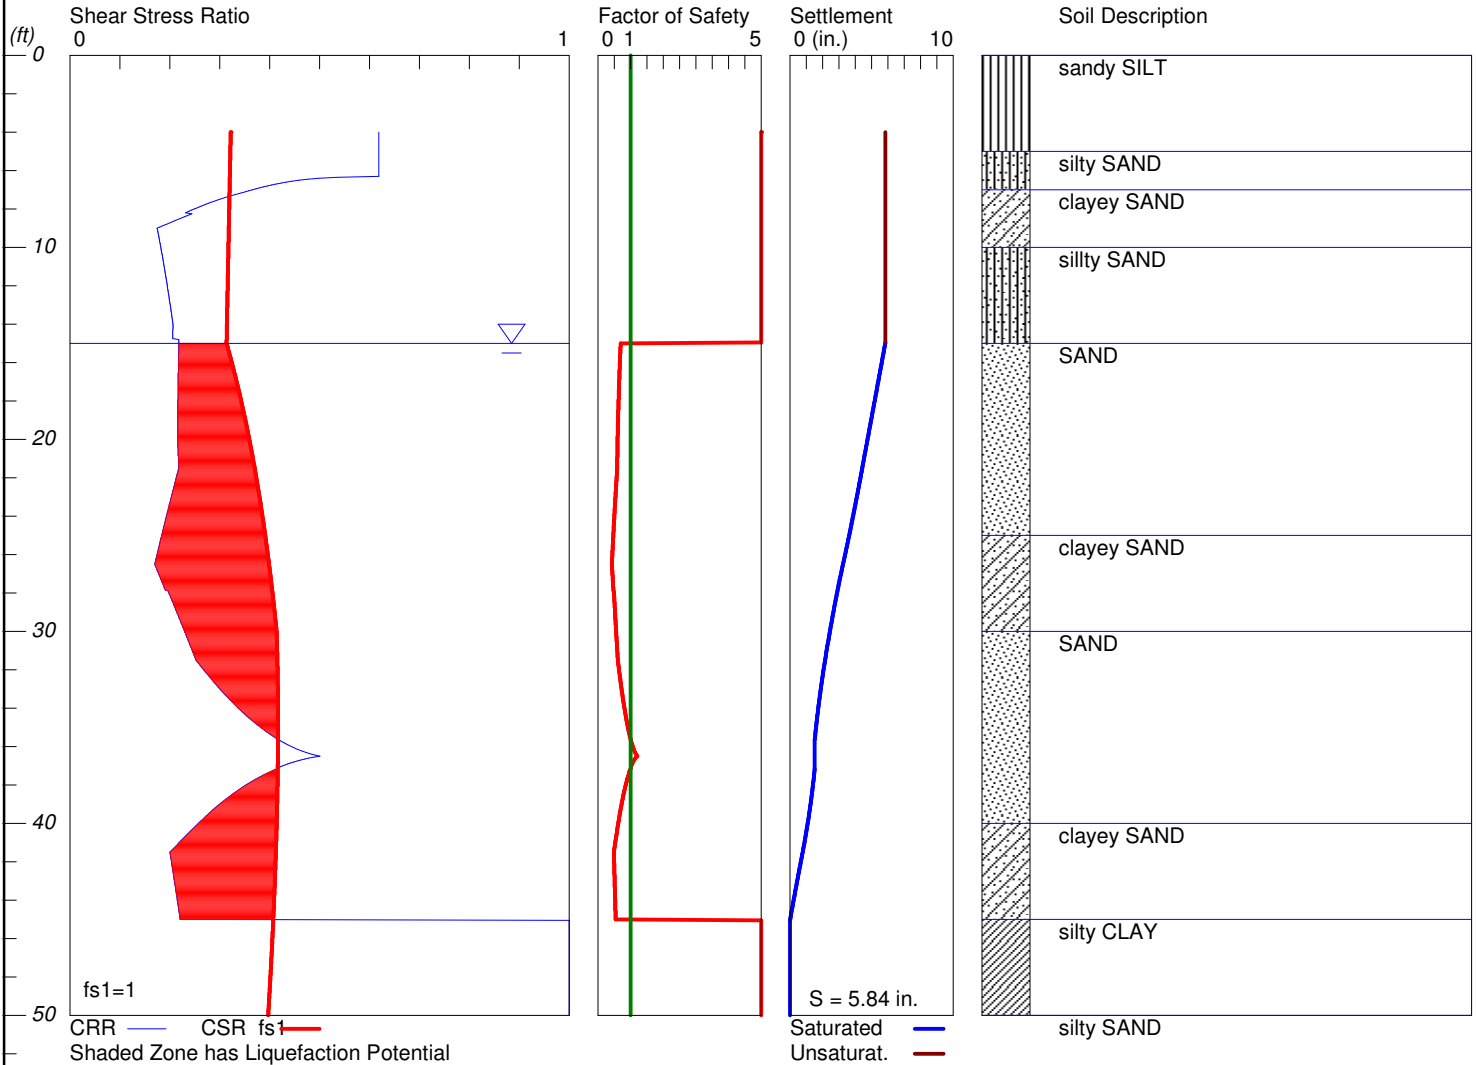 Shear Stress Ratio Factor of Safety Settlement Soil Description
(ft) 0 1 0 1 5 0 (in.) 10
0
sandy SILT
silty SAND
clayey SAND
10
sillty SAND
SAND
20
clayey SAND
30
SAND
40
clayey SAND
silty CLAY
fs1=1 S = 5.84 in.
50
CRR CSR fs1 Saturated silty SAND
Shaded Zone has Liquefaction Potential Unsaturat.